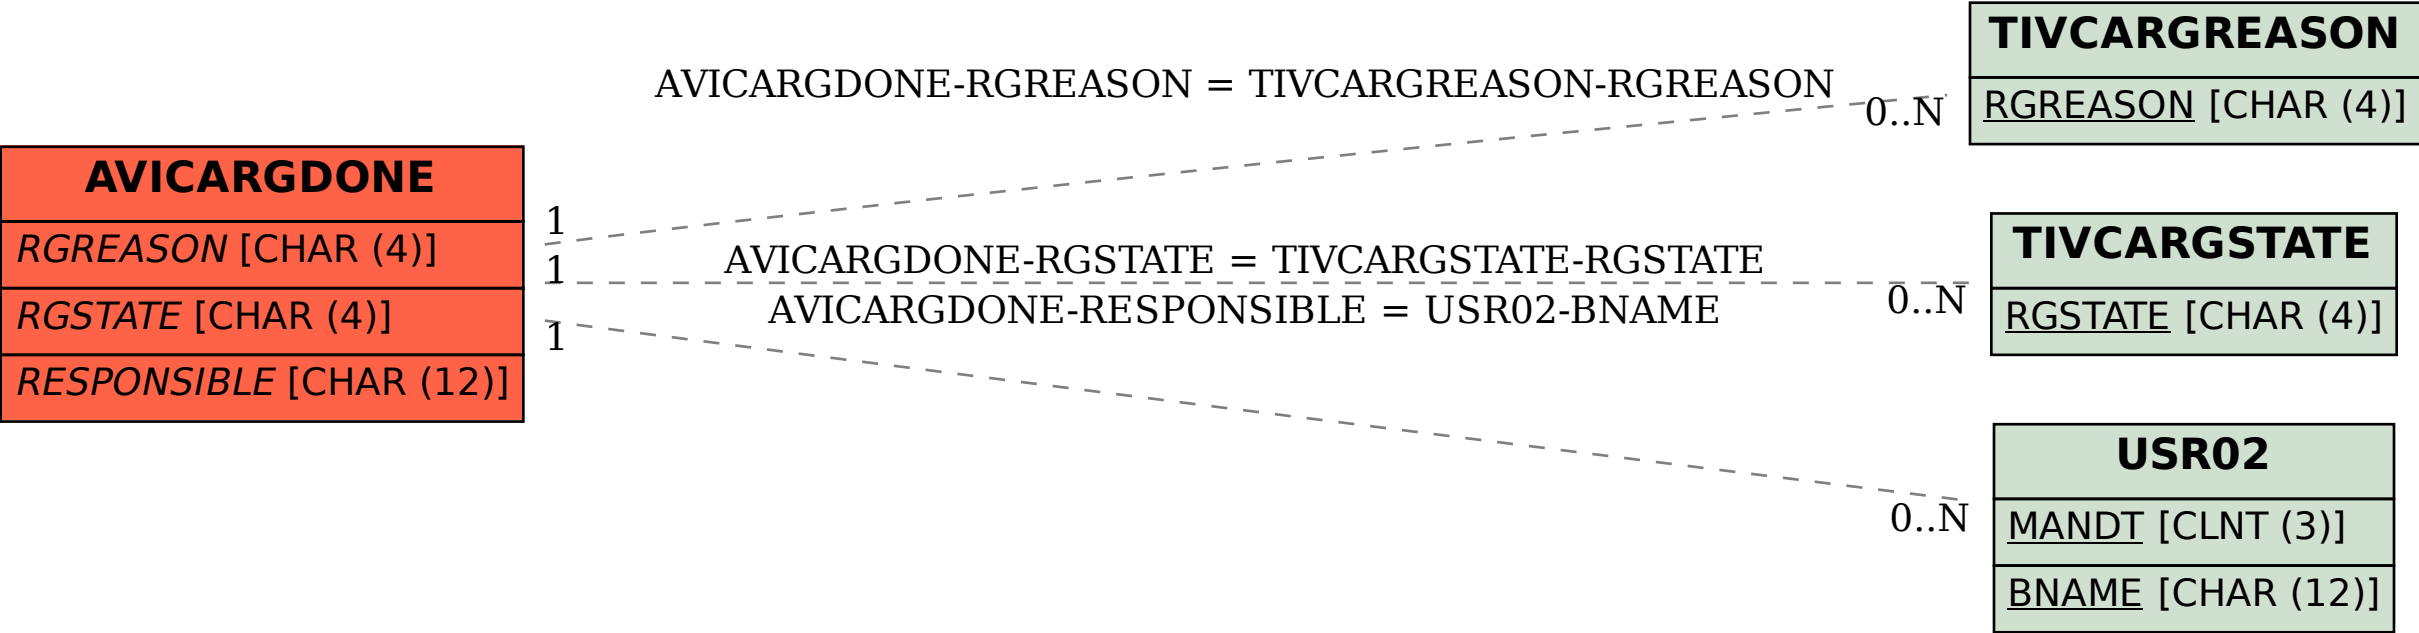 TIVCARGREASON
RGREASON [CHAR (4)]
AVICARGDONE-RGREASON = TIVCARGREASON-RGREASON
0..N
AVICARGDONE
RGREASON [CHAR (4)]
RGSTATE [CHAR (4)]
RESPONSIBLE [CHAR (12)]
1
1
1
AVICARGDONE-RGSTATE = TIVCARGSTATE-RGSTATE
0..N
AVICARGDONE-RESPONSIBLE = USR02-BNAME
0..N
TIVCARGSTATE
RGSTATE [CHAR (4)]
USR02
MANDT [CLNT (3)]
BNAME [CHAR (12)]